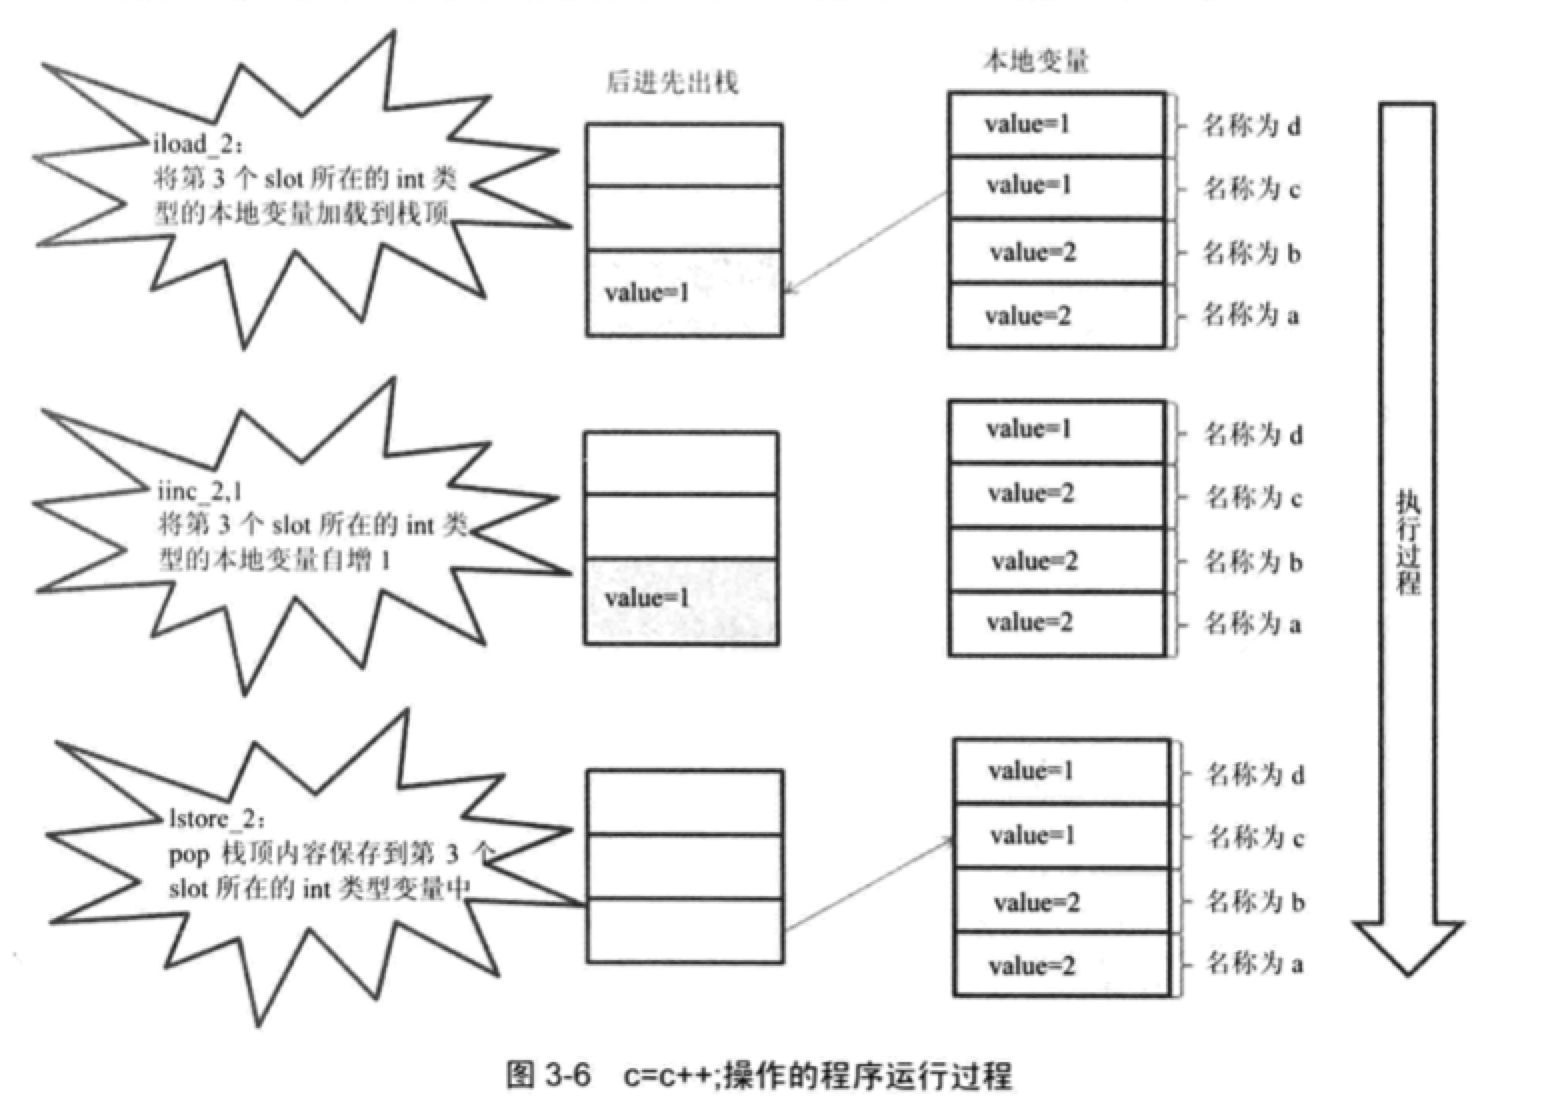 后进先出栈
本地变量
iload_2：
将第 3 个 slot 所在的 int 类
型的本地变量加载到栈顶
value=1
value=1
名称为 d
value=1
名称为 c
value=2
名称为 b
value=2
名称为 a
iinc_2,1
将第 3 个 slot 所在的 int 类
型的本地变量自增 1
value=1
value=1
名称为 d
value=2
名称为 c
value=2
名称为 b
value=2
名称为 a
lstore_2：
pop 栈顶内容保存到第 3 个
slot 所在的 int 类型变量中
value=1
名称为 d
value=1
名称为 c
value=2
名称为 b
value=2
名称为 a
执行过程
图 3-6 c=c++;操作的程序运行过程